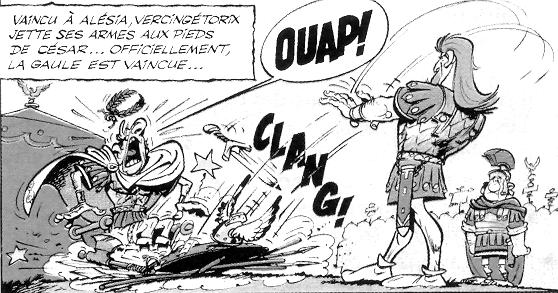 VAINCU À ALÉSIA, VERCINGÉTORIX
JETTE SES ARMES AUX PIEDS
DE CÉSAR... OFFICIELLEMENT,
LA GAULE EST VAINCUE...
OUAP!
CLANG!